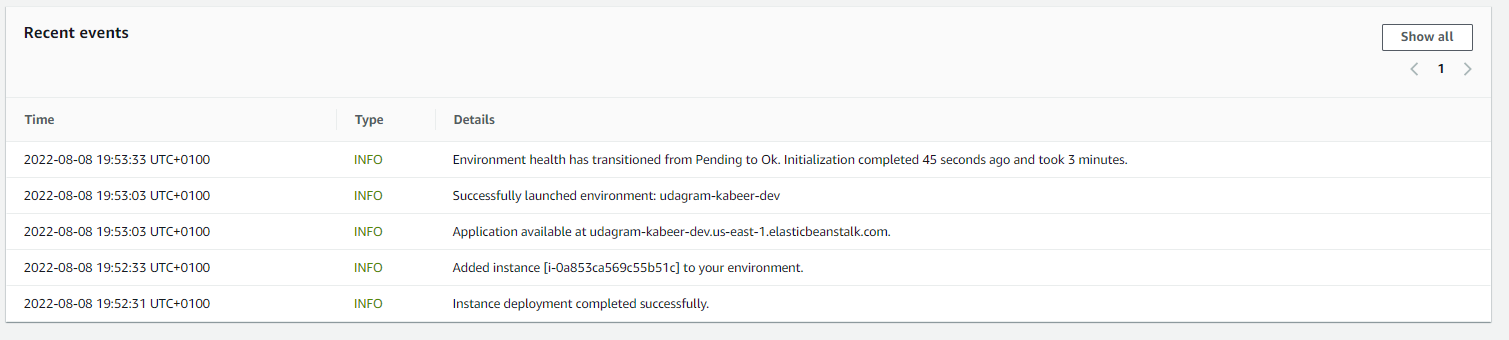 Recent events
Show all
1
Time Type Details
2022-08-08 19:53:33 UTC+0100 INFO Environment health has transitioned from Pending to Ok. Initialization completed 45 seconds ago and took 3 minutes.
2022-08-08 19:53:03 UTC+0100 INFO Successfully launched environment: udagram-kabeer-dev
2022-08-08 19:53:03 UTC+0100 INFO Application available at udagram-kabeer-dev.us-east-1.elasticbeanstalk.com.
2022-08-08 19:52:33 UTC+0100 INFO Added instance [i-0a853ca569c55b51c] to your environment.
2022-08-08 19:52:31 UTC+0100 INFO Instance deployment completed successfully.